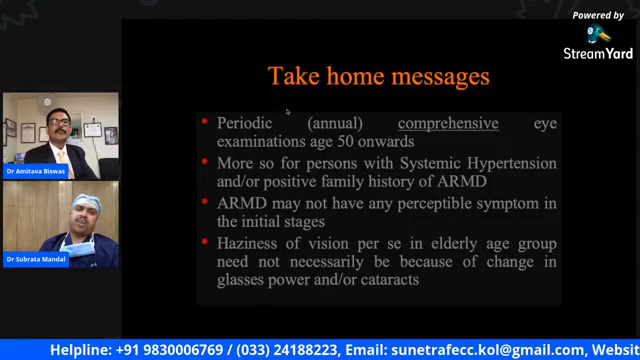 Powered by
StreamYard
Take home messages
Periodic (annual) comprehensive eye
examinations age 50 onwards
More so for persons with Systemic Hypertension
and/or positive family history of ARMD
ARMD may not have any perceptible symptom in
the initial stages
Haziness of vision per se in elderly age group
need not necessarily be because of change in
glasses power and/or cataracts
Dr Amitava Biswas
Dr Subrata Mandal
Helpline: +91 9830006769 / (033) 24188223, Email: sunetrafecc.kol@gmail.com, Websit